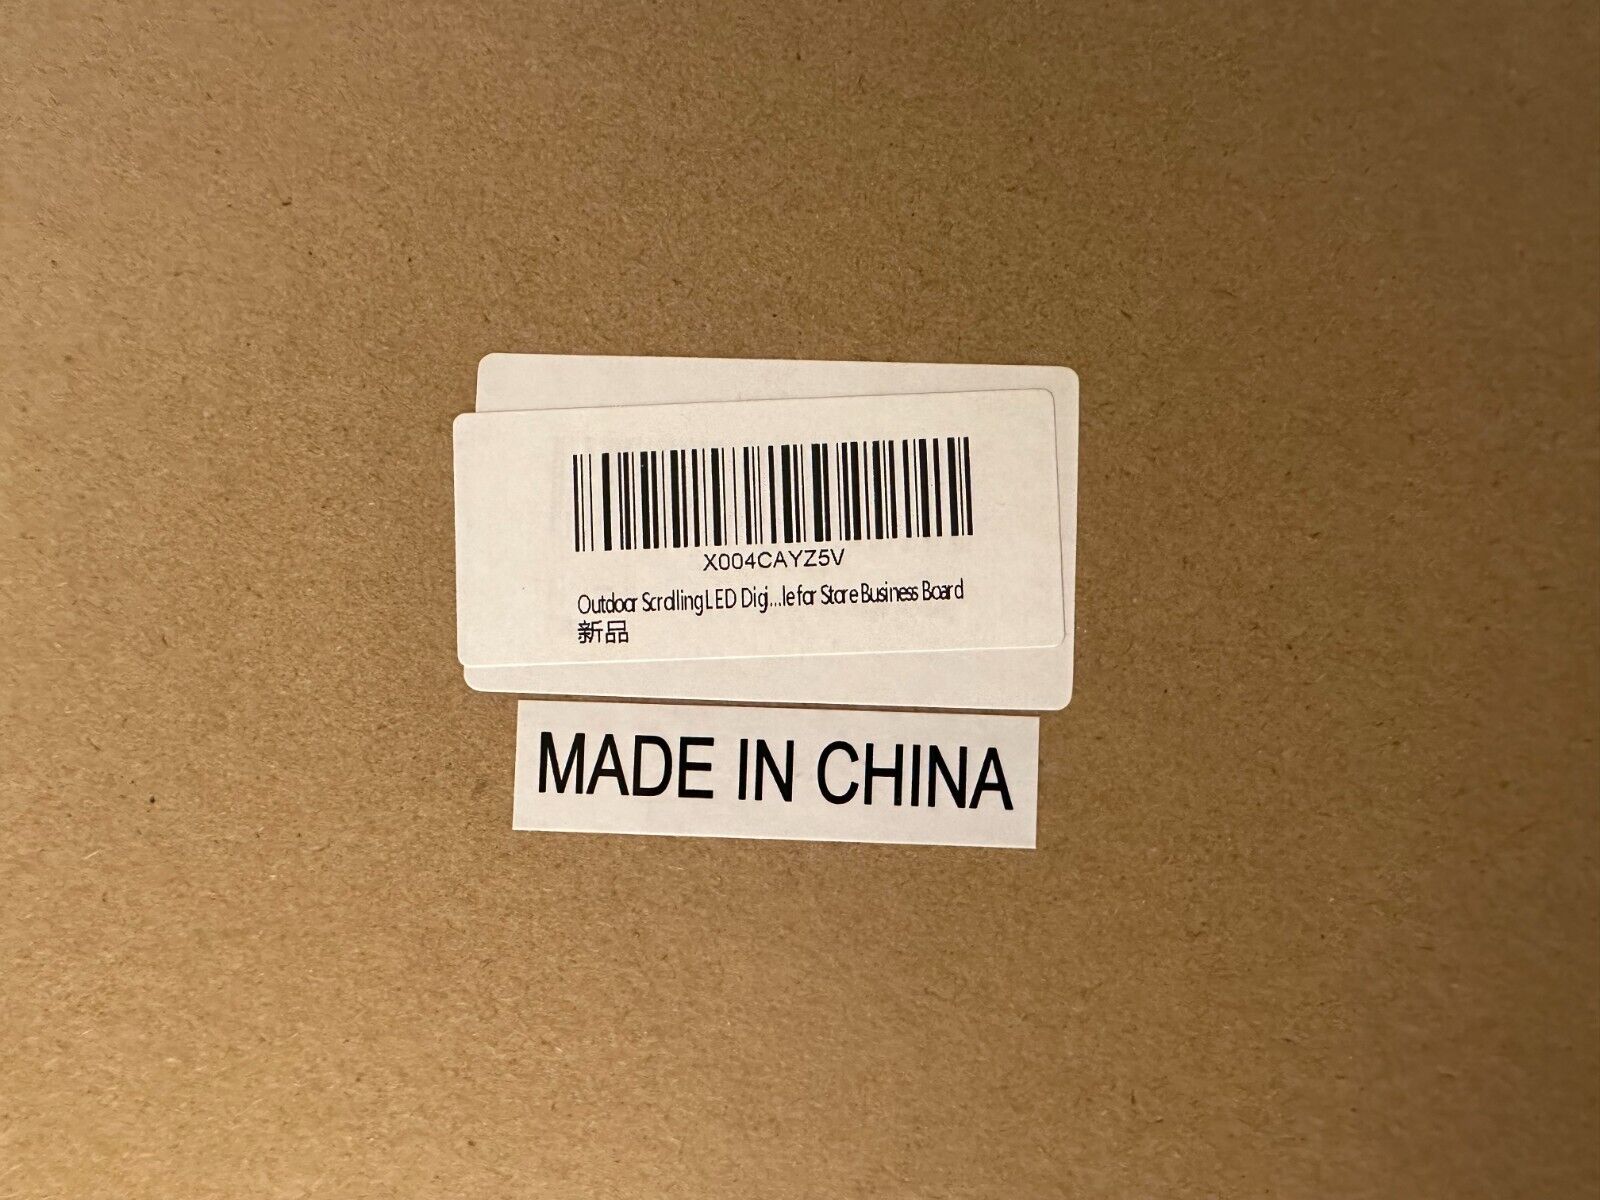 X004CAYZ5V
Outdoor Scrolling LED Digi...le for Store Business Board
新品
MADE IN CHINA